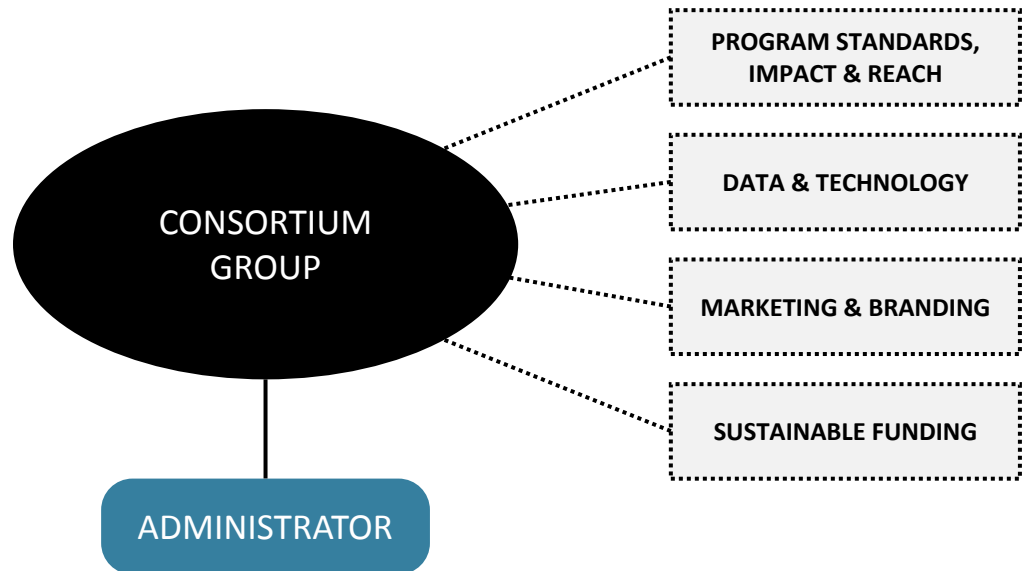 PROGRAM STANDARDS,
IMPACT & REACH
DATA & TECHNOLOGY
CONSORTIUM
GROUP
MARKETING & BRANDING
SUSTAINABLE FUNDING
ADMINISTRATOR